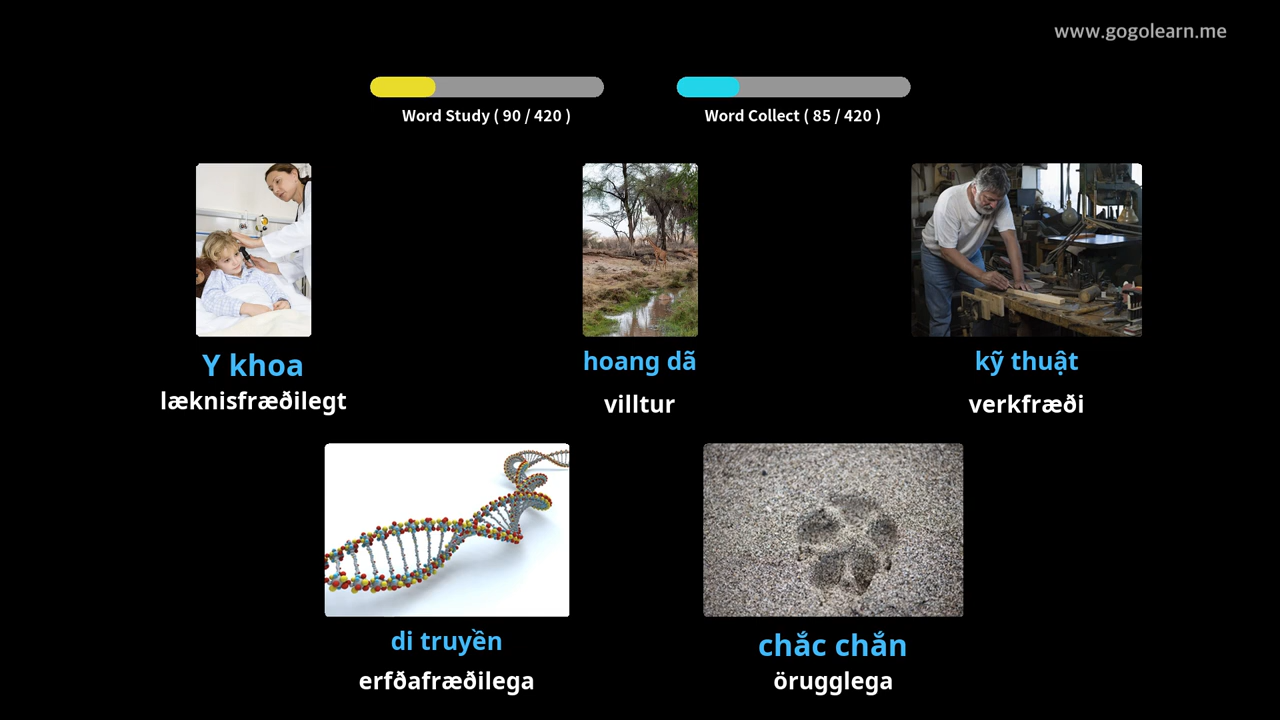 www.gogolearn.me
Word Study ( 90 / 420 )
Word Collect ( 85 / 420 )
Y khoa
læknisfræðilegt
hoang dã
villtur
kỹ thuật
verkfræði
di truyền
erfðafræðilega
chắc chắn
örugglega